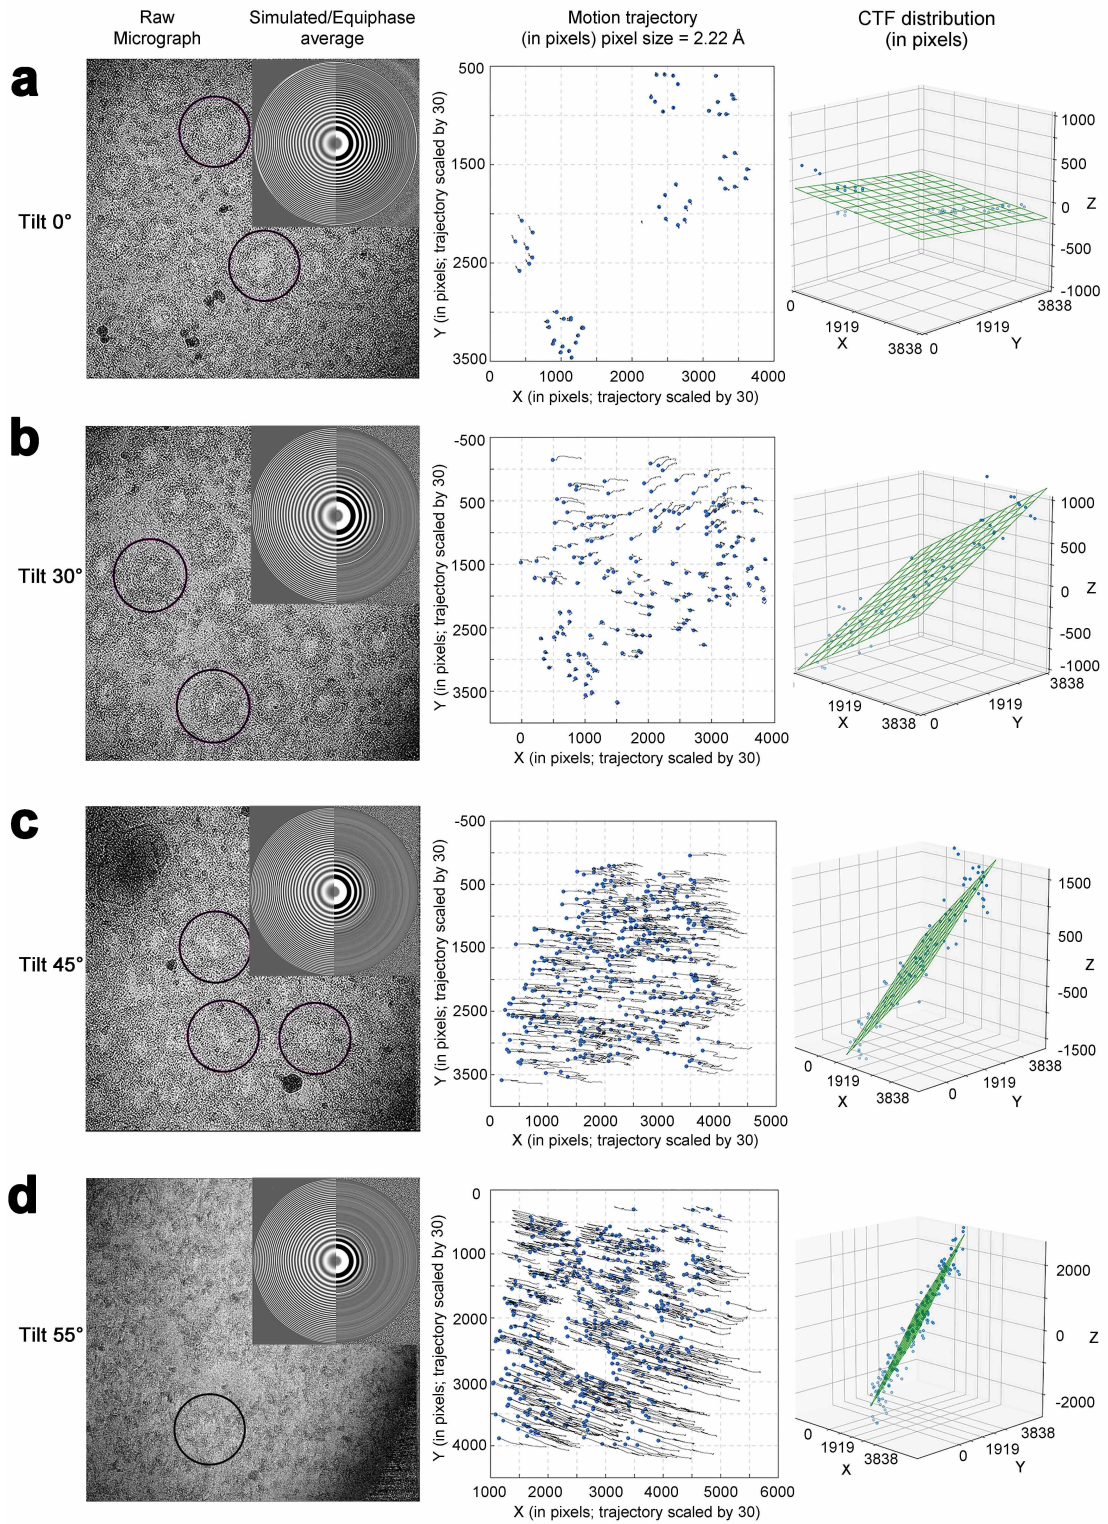 Raw
Micrograph
Simulated/Equiphase
average
Motion trajectory
(in pixels) pixel size = 2.22 Å
CTF distribution
(in pixels)
a
Tilt 0°
Y (in pixels; trajectory scaled by 30)
500
1500
2500
3500
0 1000 2000 3000 4000
X (in pixels; trajectory scaled by 30)
1000
500
0
-500
-1000
Z
0
1919
3838
X
0
1919
3838
Y
b
Tilt 30°
Y (in pixels; trajectory scaled by 30)
-500
500
1500
2500
3500
0 1000 2000 3000 4000
X (in pixels; trajectory scaled by 30)
1000
500
0
-500
-1000
Z
1919
3838
X
0
1919
3838
Y
c
Tilt 45°
Y (in pixels; trajectory scaled by 30)
-500
500
1500
2500
3500
0 1000 2000 3000 4000 5000
X (in pixels; trajectory scaled by 30)
1500
500
-500
-1500
Z
0
1919
3838
X
0
1919
3838
Y
d
Tilt 55°
Y (in pixels; trajectory scaled by 30)
0
1000
2000
3000
4000
1000 2000 3000 4000 5000 6000
X (in pixels; trajectory scaled by 30)
2000
0
-2000
Z
0
1919
3838
X
0
1919
3838
Y